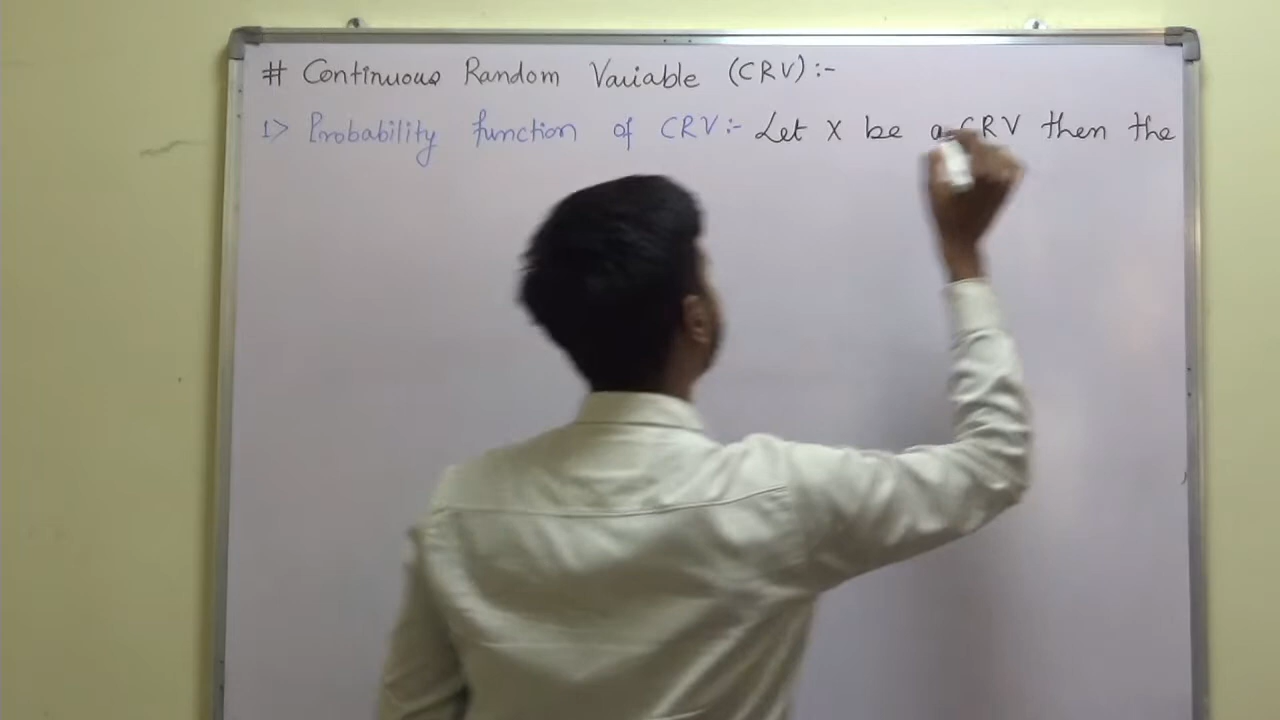 # Continuous Random Variable (CRV):-
1> Probability function of CRV:- Let X be a CRV then the